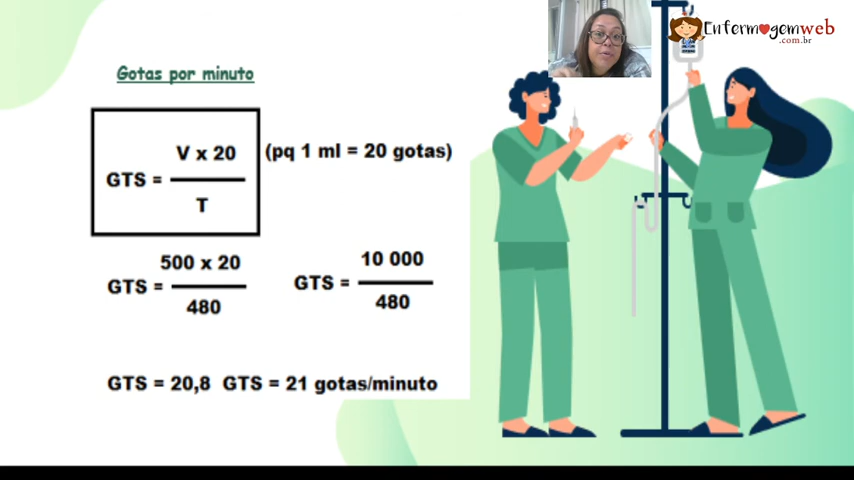 Enfermagemweb
.com.br
Gotas por minuto
GTS = V x 20 / T (pq 1 ml = 20 gotas)
GTS = 500 x 20 / 480
GTS = 10 000 / 480
GTS = 20,8 GTS = 21 gotas/minuto